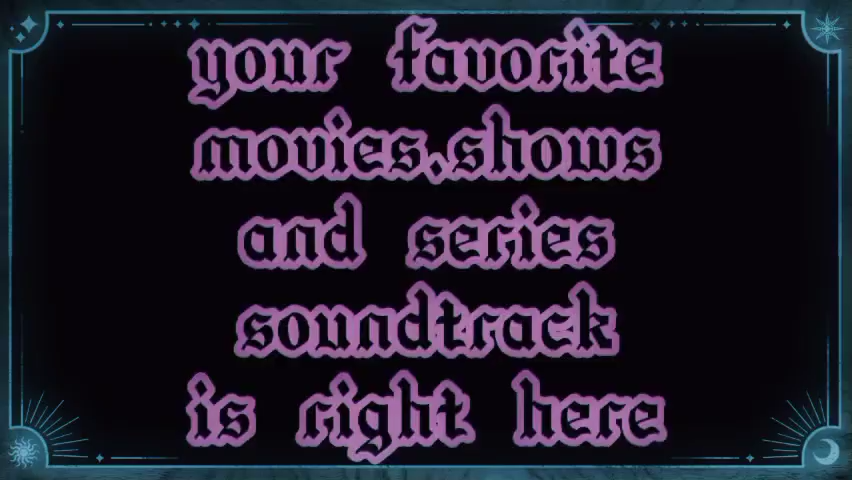 your favorite
movies,shows
and series
soundtrack
is right here